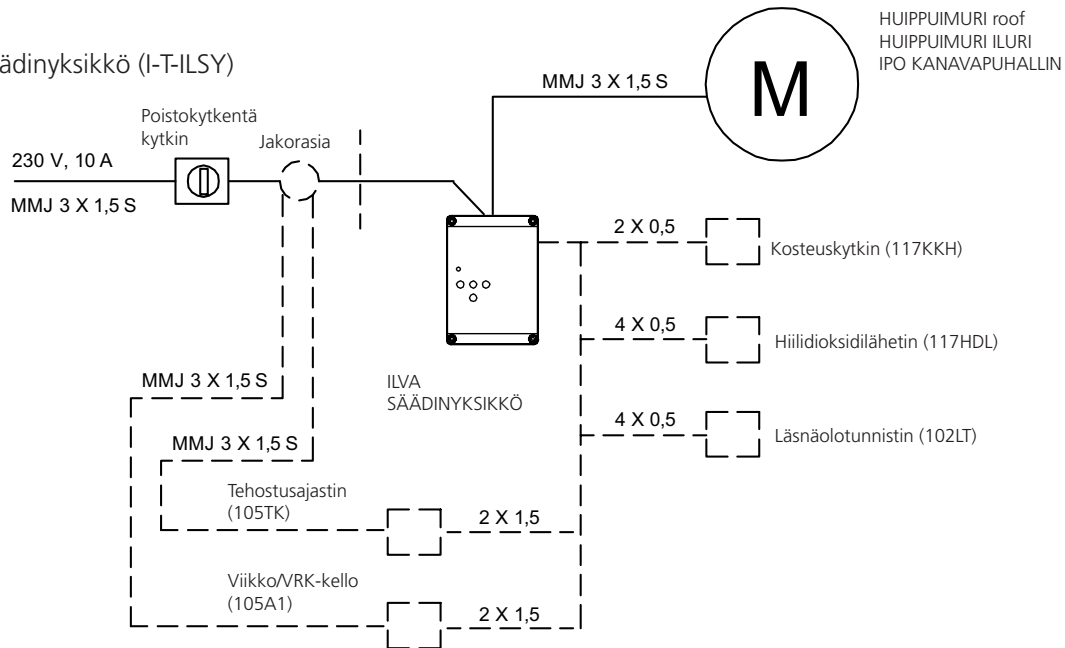 HUIPPUIMURI roof
HUIPPUIMURI ILURI
IPO KANAVAPUHALLIN
ädinyksikkö (I-T-ILSY)
MMJ 3 X 1,5 S
M
Poistokytkentä
kytkin
Jakorasia
230 V, 10 A
MMJ 3 X 1,5 S
2 X 0,5
Kosteuskytkin (117KKH)
4 X 0,5
Hiilidioksidilähetin (117HDL)
ILVA
SÄÄDINYKSIKKÖ
MMJ 3 X 1,5 S
4 X 0,5
Läsnäolotunnistin (102LT)
MMJ 3 X 1,5 S
Tehostusajastin
(105TK)
2 X 1,5
Viikko/VRK-kello
(105A1)
2 X 1,5